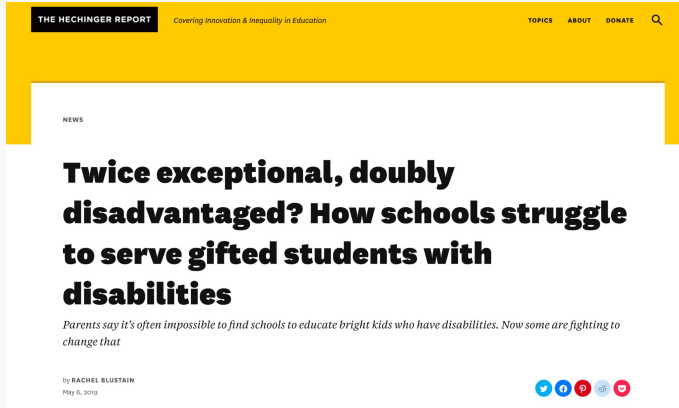 THE HECHINGER REPORT
Covering Innovation & Inequality in Education
TOPICS ABOUT DONATE
NEWS
Twice exceptional, doubly
disadvantaged? How schools struggle
to serve gifted students with
disabilities
Parents say it's often impossible to find schools to educate bright kids who have disabilities. Now some are fighting to
change that
by RACHEL BLUSTAIN
May 6, 2019